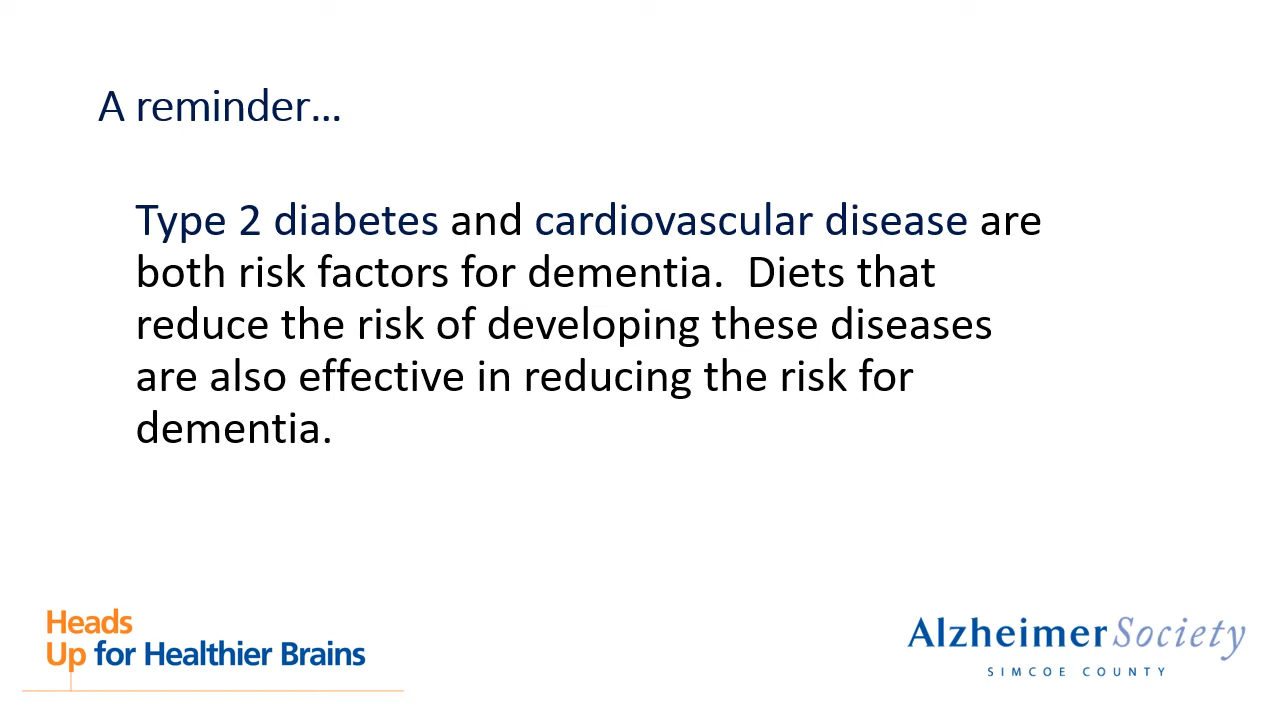 A reminder...
Type 2 diabetes and cardiovascular disease are
both risk factors for dementia.  Diets that
reduce the risk of developing these diseases
are also effective in reducing the risk for
dementia.
Heads
Up for Healthier Brains
AlzheimerSociety
SIMCOE COUNTY